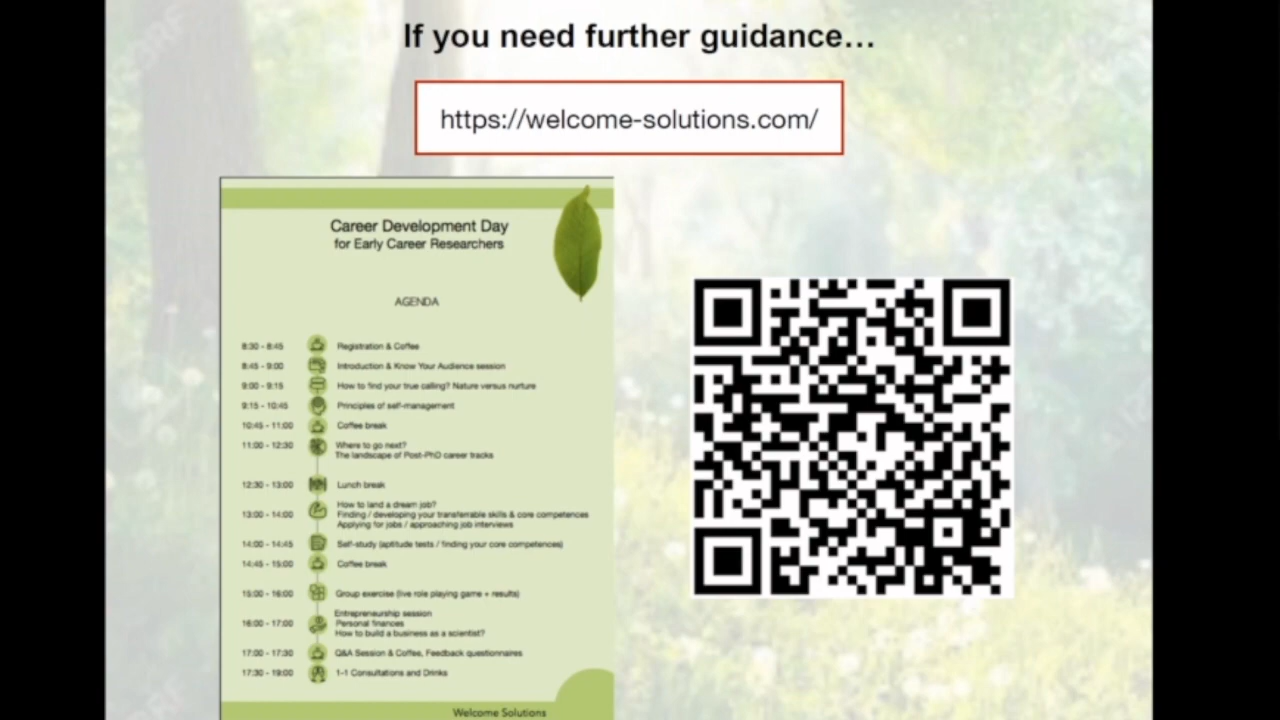 If you need further guidance…
https://welcome-solutions.com/
Career Development Day
for Early Career Researchers
AGENDA
8:30 - 8:45 Registration & Coffee
8:45 - 9:00 Introduction & Know Your Audience session
9:00 - 9:15 How to find your true calling? Nature versus nurture
9:15 - 10:45 Principles of self-management
10:45 - 11:00 Coffee break
11:00 - 12:30 Where to go next?
The landscape of Post-PhD career tracks
12:30 - 13:00 Lunch break
How to land a dream job?
13:00 - 14:00 Finding / developing your transferrable skills & core competences
Applying for jobs / approaching job interviews
14:00 - 14:45 Self-study (aptitude tests / finding your core competences)
14:45 - 15:00 Coffee break
15:00 - 16:00 Group exercise (live role playing game + results)
Entrepreneurship session
16:00 - 17:00 Personal finances
How to build a business as a scientist?
17:00 - 17:30 Q&A Session & Coffee, Feedback questionnaires
17:30 - 19:00 1-1 Consultations and Drinks
Welcome Solutions